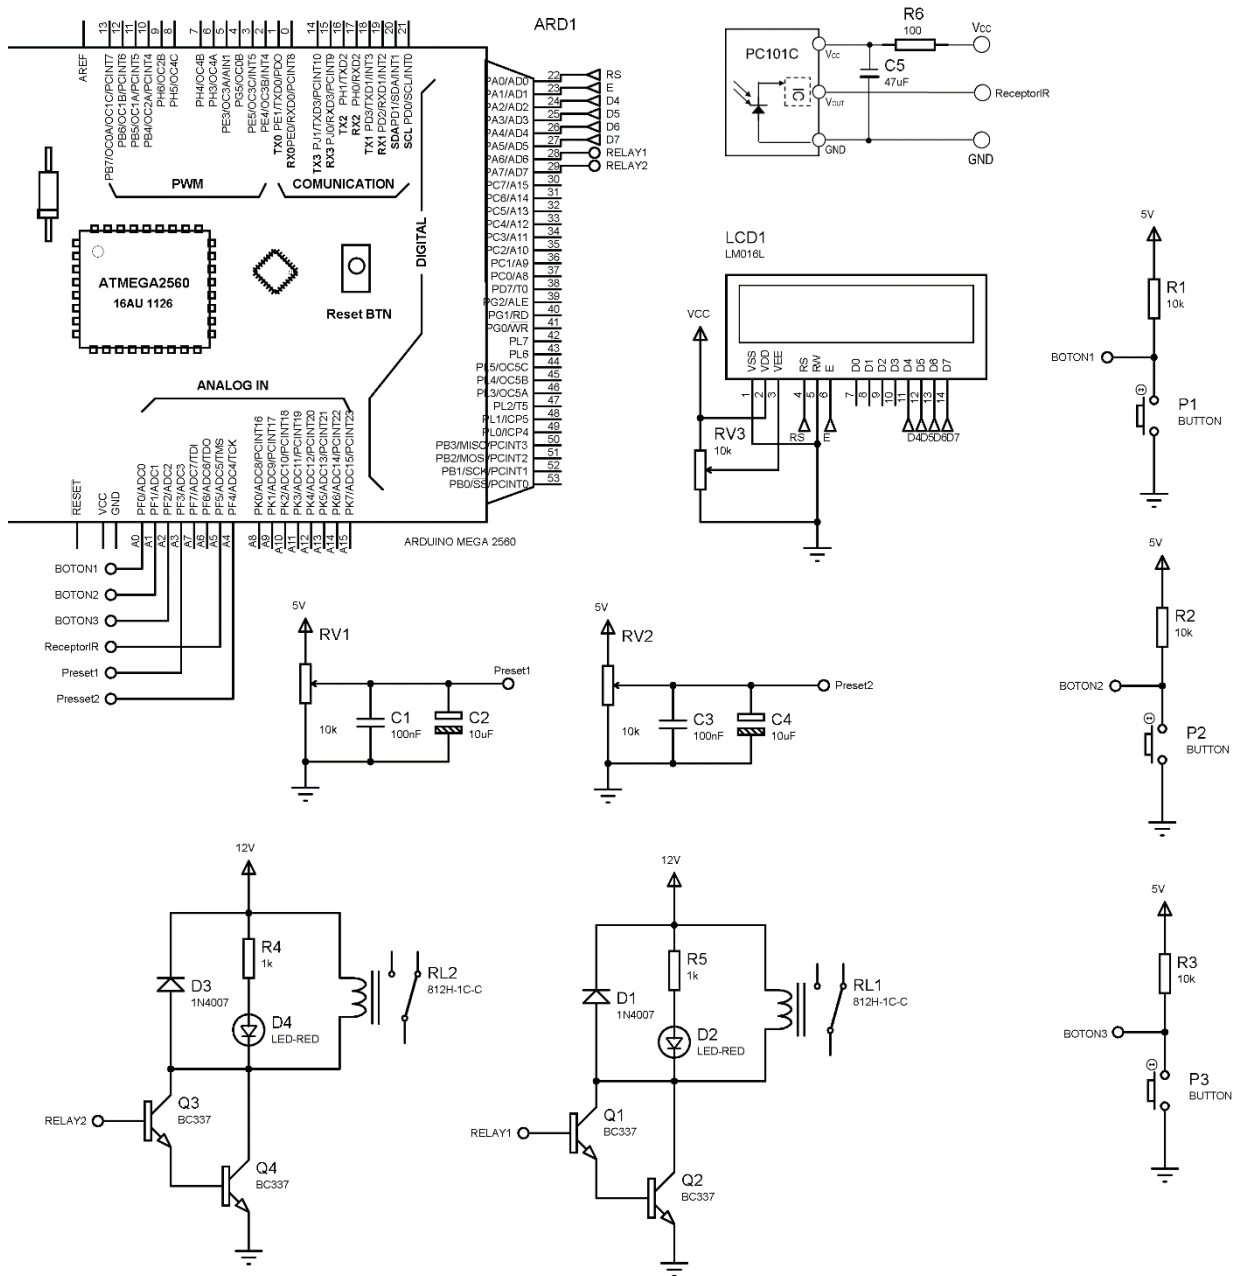 ARD1
13
12
11
10
9
8
7
6
5
4
3
2
1
0
14
15
16
17
18
19
20
21
AREF
PB7/OC0A/OC1C/PCINT7
PB6/OC1B/PCINT6
PB5/OC1A/PCINT5
PB4/OC2A/PCINT4
PH6/OC2B
PH5/OC4C
PH4/OC4B
PH3/OC4A
PE3/OC3A/AIN1
PG5/OC0B
PE5/OC3C/INT5
PE4/OC3B/INT4
TX0 PE1/TXD0/PDO
RX0 PE0/RXD0/PCINT8
TX3 PJ1/TXD3/PCINT10
RX3 PJ0/RXD3/PCINT9
TX2 PH1/TXD2
RX2 PH0/RXD2
TX1 PD3/TXD1/INT3
RX1 PD2/RXD1/INT2
SDA PD1/SDA/INT1
SCL PD0/SCL/INT0
PWM
COMUNICATION
DIGITAL
PA0/AD0 22 RS
PA1/AD1 23 E
PA2/AD2 24 D4
PA3/AD3 25 D5
PA4/AD4 26 D6
PA5/AD5 27 D7
PA6/AD6 28 RELAY1
PA7/AD7 29 RELAY2
PC7/A15 30
PC6/A14 31
PC5/A13 32
PC4/A12 33
PC3/A11 34
PC2/A10 35
PC1/A9 36
PC0/A8 37
PD7/T0 38
PG2/ALE 39
PG1/RD 40
PG0/WR 41
PL7 42
PL6 43
PL5/OC5C 44
PL4/OC5B 45
PL3/OC5A 46
PL2/T5 47
PL1/ICP5 48
PL0/ICP4 49
PB3/MISO/PCINT3 50
PB2/MOSI/PCINT2 51
PB1/SCK/PCINT1 52
PB0/SS/PCINT0 53
ATMEGA2560
16AU 1126
Reset BTN
ANALOG IN
RESET
VCC
GND
PF0/ADC0
PF1/ADC1
PF2/ADC2
PF3/ADC3
PF7/ADC7/TDI
PF6/ADC6/TDO
PF5/ADC5/TMS
PF4/ADC4/TCK
PK0/ADC8/PCINT16
PK1/ADC9/PCINT17
PK2/ADC10/PCINT18
PK3/ADC11/PCINT19
PK4/ADC12/PCINT20
PK5/ADC13/PCINT21
PK6/ADC14/PCINT22
PK7/ADC15/PCINT23
A0
A1
A2
A3
A7
A6
A5
A4
A8
A9
A10
A11
A12
A13
A14
A15
ARDUINO MEGA 2560
BOTON1
BOTON2
BOTON3
ReceptorIR
Preset1
Presset2
PC101C
IC
Vcc
VOUT
GND
R6
100
C5
47uF
Vcc
ReceptorIR
GND
LCD1
LM016L
VCC
VSS
VDD
VEE
RS
RW
E
D0
D1
D2
D3
D4
D5
D6
D7
1
2
3
4
5
6
7
8
9
10
11
12
13
14
RS
E
D4D5D6D7
RV3
10k
5V
R1
10k
BOTON1
P1
BUTTON
5V
R2
10k
BOTON2
P2
BUTTON
5V
R3
10k
BOTON3
P3
BUTTON
5V
RV1
10k
Preset1
C1
100nF
C2
10uF
5V
RV2
10k
Preset2
C3
100nF
C4
10uF
12V
R4
1k
D3
1N4007
D4
LED-RED
RL2
812H-1C-C
RELAY2
Q3
BC337
Q4
BC337
12V
R5
1k
D1
1N4007
D2
LED-RED
RL1
812H-1C-C
RELAY1
Q1
BC337
Q2
BC337